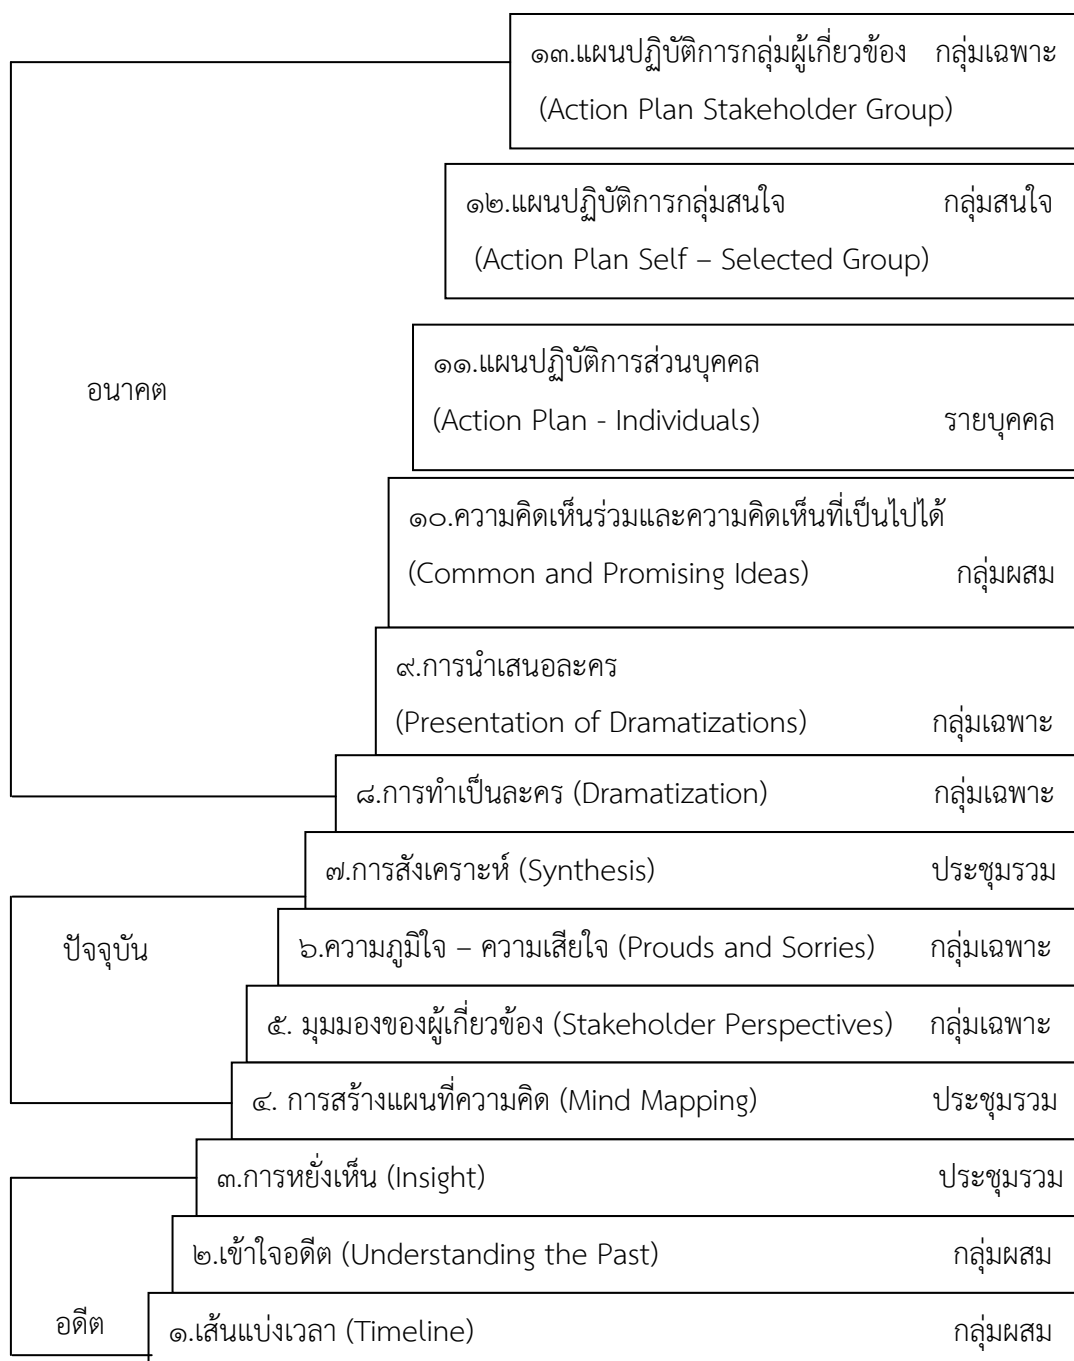 ๑๓.แผนปฏิบัติการกลุ่มผู้เกี่ยวข้อง กลุ่มเฉพาะ
(Action Plan Stakeholder Group)
๑๒.แผนปฏิบัติการกลุ่มสนใจ กลุ่มสนใจ
(Action Plan Self – Selected Group)
อนาคต
๑๑.แผนปฏิบัติการส่วนบุคคล
(Action Plan - Individuals) รายบุคคล
๑๐.ความคิดเห็นร่วมและความคิดเห็นที่เป็นไปได้
(Common and Promising Ideas) กลุ่มผสม
๙.การนำเสนอละคร
(Presentation of Dramatizations) กลุ่มเฉพาะ
๘.การทำเป็นละคร (Dramatization) กลุ่มเฉพาะ
๗.การสังเคราะห์ (Synthesis) ประชุมรวม
ปัจจุบัน
๖.ความภูมิใจ – ความเสียใจ (Prouds and Sorries) กลุ่มเฉพาะ
๕. มุมมองของผู้เกี่ยวข้อง (Stakeholder Perspectives) กลุ่มเฉพาะ
๔. การสร้างแผนที่ความคิด (Mind Mapping) ประชุมรวม
๓.การหยั่งเห็น (Insight) ประชุมรวม
๒.เข้าใจอดีต (Understanding the Past) กลุ่มผสม
อดีต
๑.เส้นแบ่งเวลา (Timeline) กลุ่มผสม